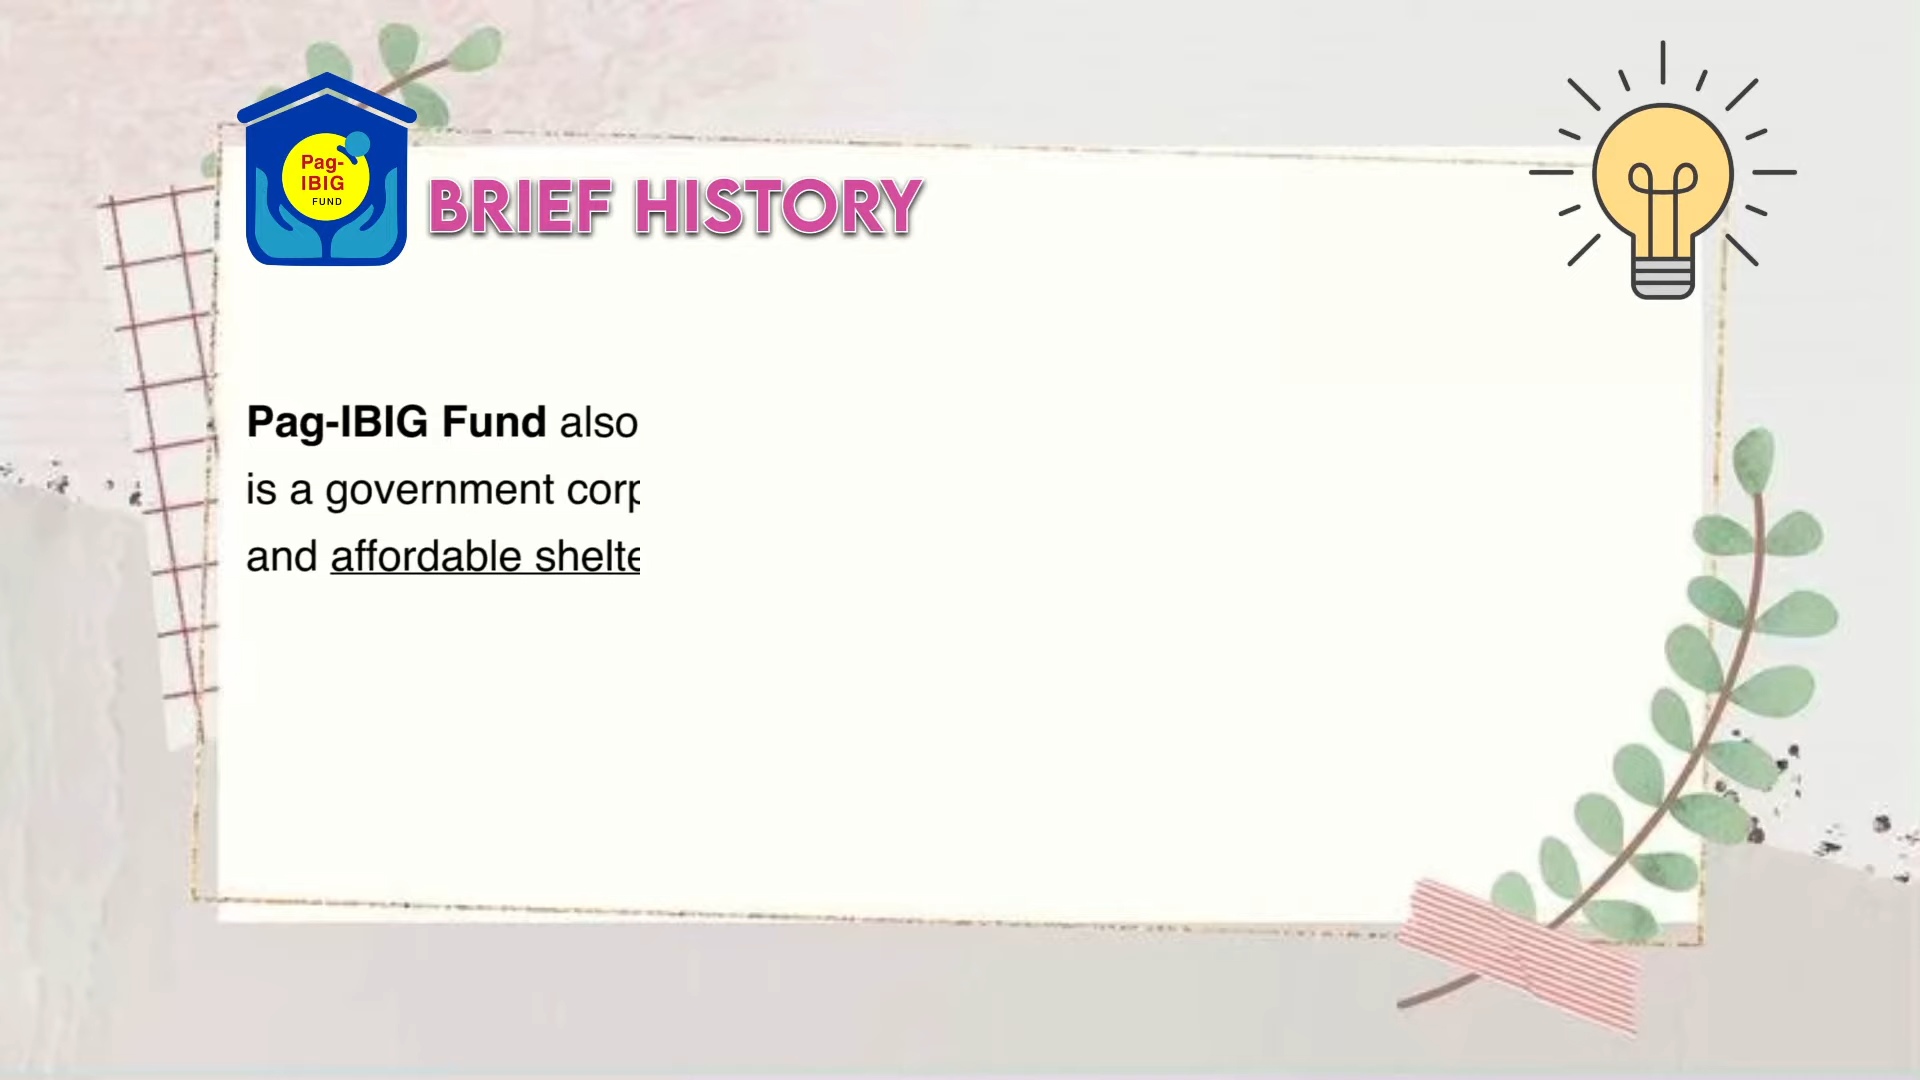 Pag-
IBIG
FUND
BRIEF HISTORY
Pag-IBIG Fund also
is a government
and affordable